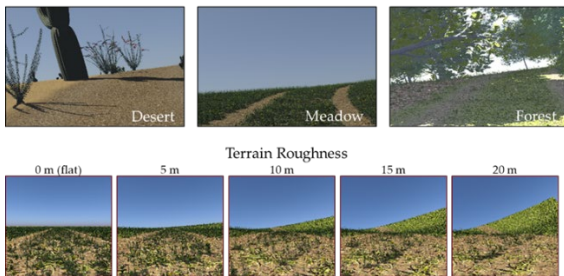 Desert
Meadow
Forest
Terrain Roughness
0 m (flat)
5 m
10 m
15 m
20 m